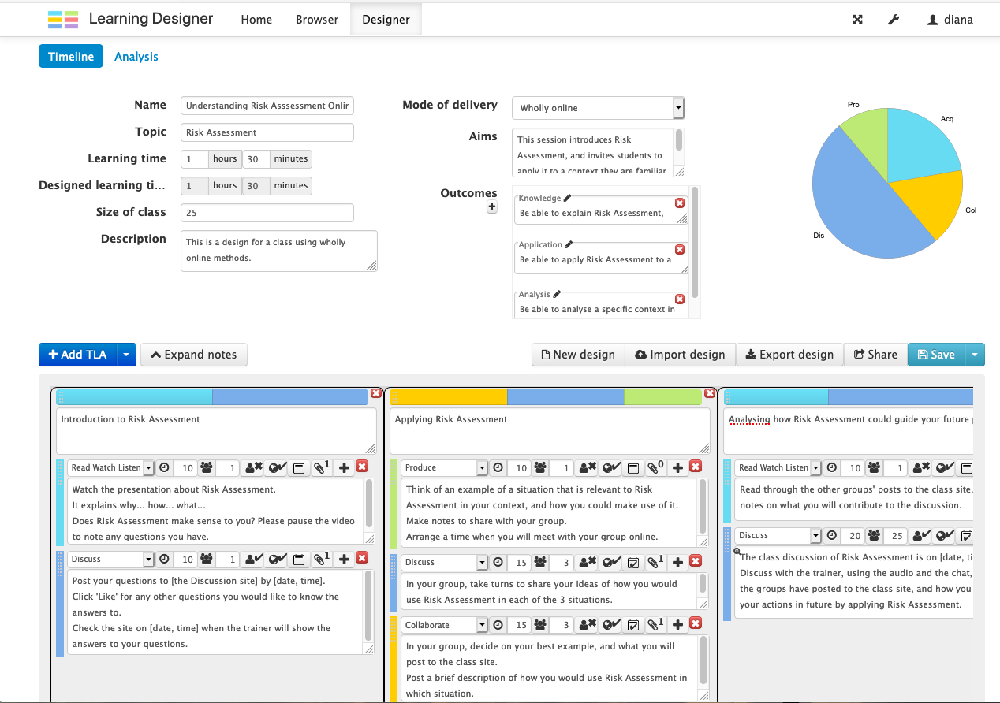 Learning Designer
Home
Browser
Designer
diana
Timeline
Analysis
Name
Understanding Risk Asssessment Onlin
Topic
Risk Assessment
Learning time
1 hours 30 minutes
Designed learning ti...
1 hours 30 minutes
Size of class
25
Description
This is a design for a class using wholly
online methods.
Mode of delivery
Wholly online
Aims
This session introduces Risk
Assessment, and invites students to
apply it to a context they are familiar
Outcomes
Knowledge
Be able to explain Risk Assessment,
Application
Be able to apply Risk Assessment to a
Analysis
Be able to analyse a specific context in
Pro
Acq
Col
Dis
Add TLA
Expand notes
New design
Import design
Export design
Share
Save
Introduction to Risk Assessment
Read Watch Listen 10 1 1
Watch the presentation about Risk Assessment.
It explains why... how... what...
Does Risk Assessment make sense to you? Please pause the video
to note any questions you have.
Discuss 10 1 1
Post your questions to [the Discussion site] by [date, time].
Click 'Like' for any other questions you would like to know the
answers to.
Check the site on [date, time] when the trainer will show the
answers to your questions.
Applying Risk Assessment
Produce 10 1 0
Think of an example of a situation that is relevant to Risk
Assessment in your context, and how you could make use of it.
Make notes to share with your group.
Arrange a time when you will meet with your group online.
Discuss 15 3 1
In your group, take turns to share your ideas of how you would
use Risk Assessment in each of the 3 situations.
Collaborate 15 3 1
In your group, decide on your best example, and what you will
post to the class site.
Post a brief description of how you would use Risk Assessment in
which situation.
Analysing how Risk Assessment could guide your future
Read Watch Listen 10 1
Read through the other groups' posts to the class site,
notes on what you will contribute to the discussion.
Discuss 20 25
The class discussion of Risk Assessment is on [date, ti
Discuss with the trainer, using the audio and the chat,
the groups have posted to the class site, and how you
your actions in future by applying Risk Assessment.